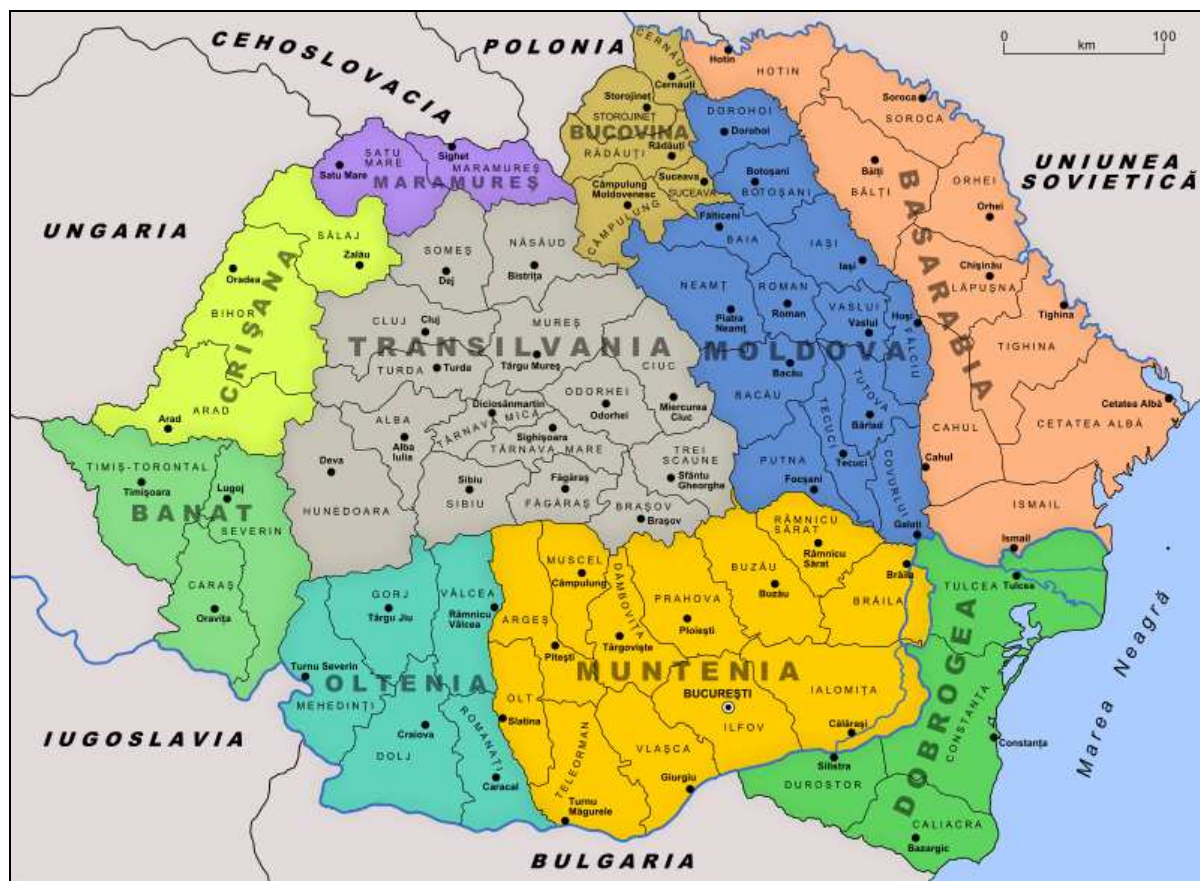 CEHOSLOVACIA
POLONIA
UNIUNEA
SOVIETICĂ
UNGARIA
IUGOSLAVIA
BULGARIA
Marea Neagră
0
100
km
MARAMUREȘ
SATU
MARE
Satu Mare
Sighet
MARAMUREȘ
CRIȘANA
SĂLAJ
Zalău
Oradea
BIHOR
ARAD
Arad
BANAT
TIMIȘ-TORONTAL
Timișoara
Lugoj
SEVERIN
CARAȘ
Oravița
TRANSILVANIA
SOMEȘ
Dej
NĂSĂUD
Bistrița
CLUJ
Cluj
MUREȘ
Târgu Mureș
TURDA
Turda
CIUC
Miercurea
Ciuc
ODORHEI
Odorhei
Diciosânmartin
TÂRNAVA MICĂ
ALBA
Alba
Iulia
Sighișoara
TÂRNAVA MARE
TREI
SCAUNE
Sfântu
Gheorghe
Deva
HUNEDOARA
Sibiu
SIBIU
Făgăraș
FĂGĂRAȘ
BRAȘOV
Brașov
BUCOVINA
CERNĂUȚI
Cernăuți
Storojineț
STOROJINEȚ
RĂDĂUȚI
Rădăuți
Suceava
SUCEAVA
Câmpulung
Moldovenesc
CÂMPULUNG
MOLDOVA
DOROHOI
Dorohoi
Botoșani
BOTOȘANI
Fălticeni
BAIA
IAȘI
Iași
NEAMȚ
Piatra
Neamț
ROMAN
Roman
VASLUI
Vaslui
Hoși
FĂLCIU
Bacău
BACĂU
TUTOVA
Bârlad
TECUCI
Tecuci
PUTNA
Focșani
COVURLUI
Galați
BASARABIA
Hotin
HOTIN
Soroca
SOROCA
Bălți
BĂLȚI
ORHEI
Orhei
Chișinău
LĂPUȘNA
Tighina
TIGHINA
Cetatea Albă
CETATEA ALBĂ
CAHUL
Cahul
ISMAIL
Ismail
OLTENIA
GORJ
Târgu Jiu
VÂLCEA
Râmnicu
Vâlcea
Turnu Severin
MEHEDINȚI
Craiova
DOLJ
ROMANAȚI
Caracal
MUNTENIA
MUSCEL
Câmpulung
ARGEȘ
Pitești
DÂMBOVIȚA
Târgoviște
PRAHOVA
Ploiești
BUZĂU
Buzău
RÂMNICU
SĂRAT
Râmnicu
Sărat
Brăila
BRĂILA
OLT
Slatina
TELEORMAN
Turnu
Măgurele
VLAȘCA
Giurgiu
BUCUREȘTI
ILFOV
IALOMIȚA
Călărași
DOBROGEA
TULCEA
Tulcea
CONSTANȚA
Constanța
Silistra
DUROSTOR
CALIACRA
Bazargic